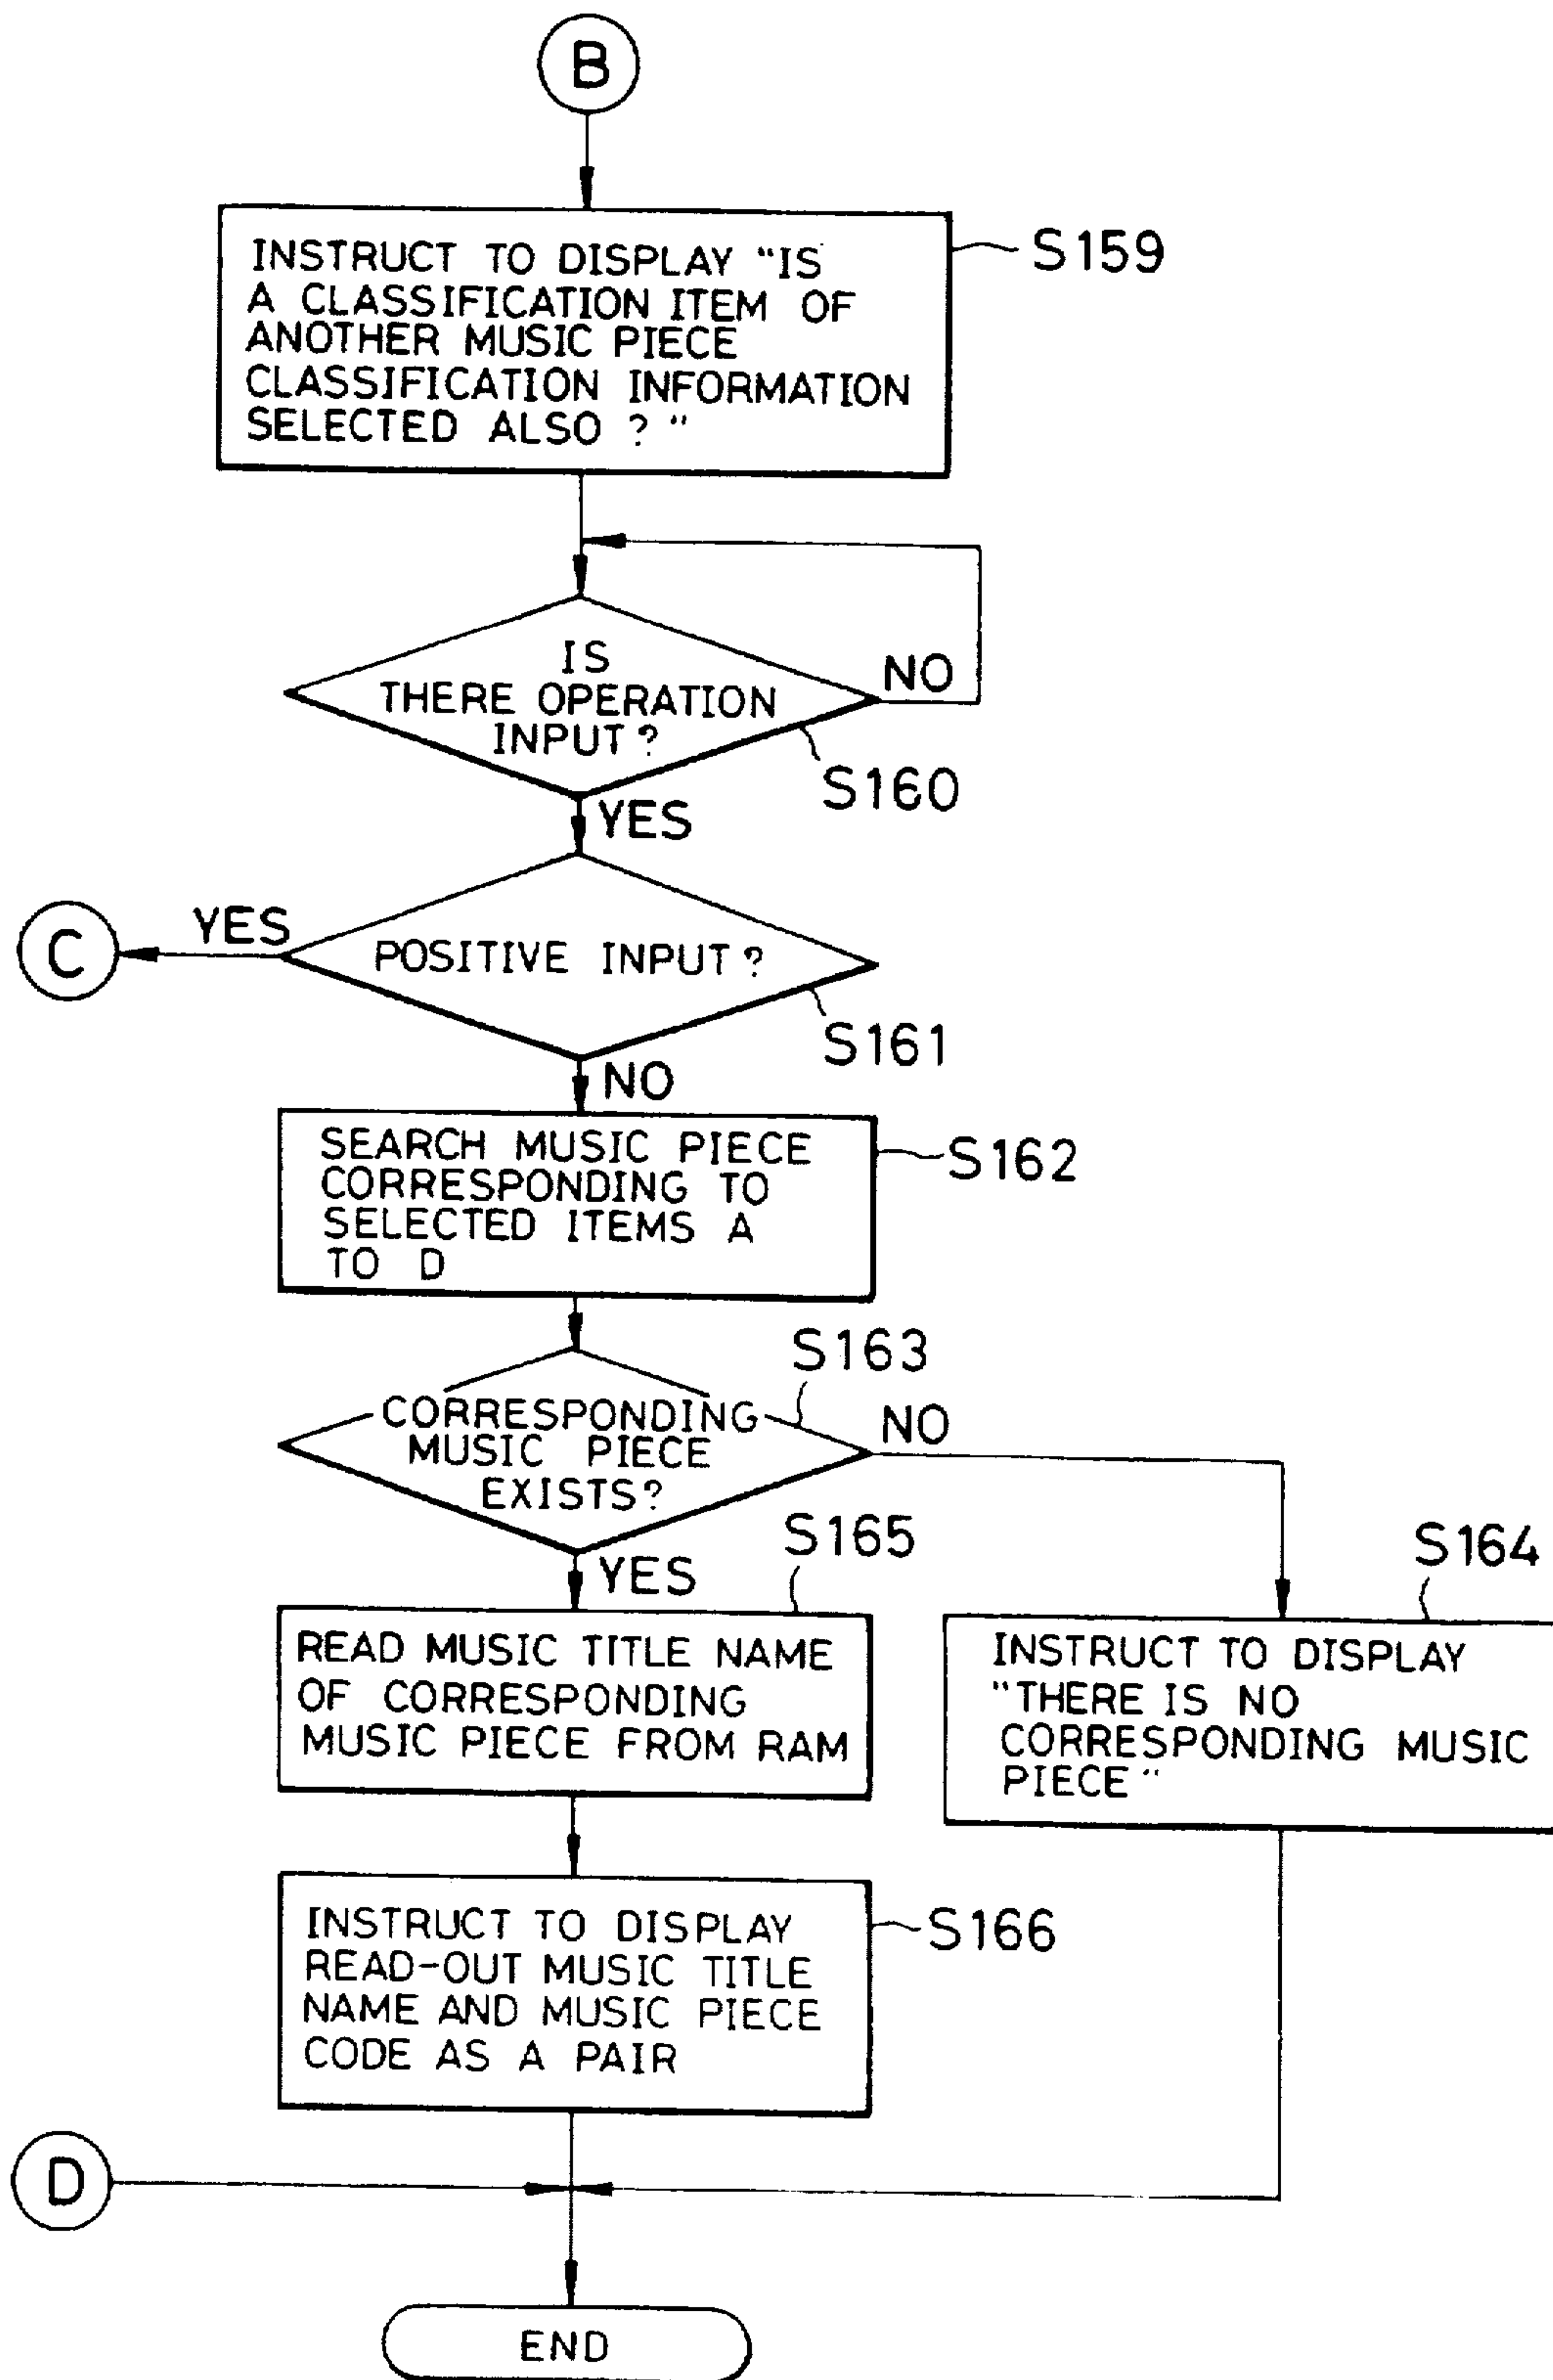 B
INSTRUCT TO DISPLAY "IS
A CLASSIFICATION ITEM OF
ANOTHER MUSIC PIECE
CLASSIFICATION INFORMATION
SELECTED ALSO ? "
S159
IS
THERE OPERATION
INPUT ?
NO
S160
YES
POSITIVE INPUT ?
YES
C
S161
NO
SEARCH MUSIC PIECE
CORRESPONDING TO
SELECTED ITEMS A
TO D
S162
S163
CORRESPONDING
MUSIC PIECE
EXISTS?
NO
YES
S165
READ MUSIC TITLE NAME
OF CORRESPONDING
MUSIC PIECE FROM RAM
S164
INSTRUCT TO DISPLAY
"THERE IS NO
CORRESPONDING MUSIC
PIECE"
INSTRUCT TO DISPLAY
READ-OUT MUSIC TITLE
NAME AND MUSIC PIECE
CODE AS A PAIR
S166
D
END